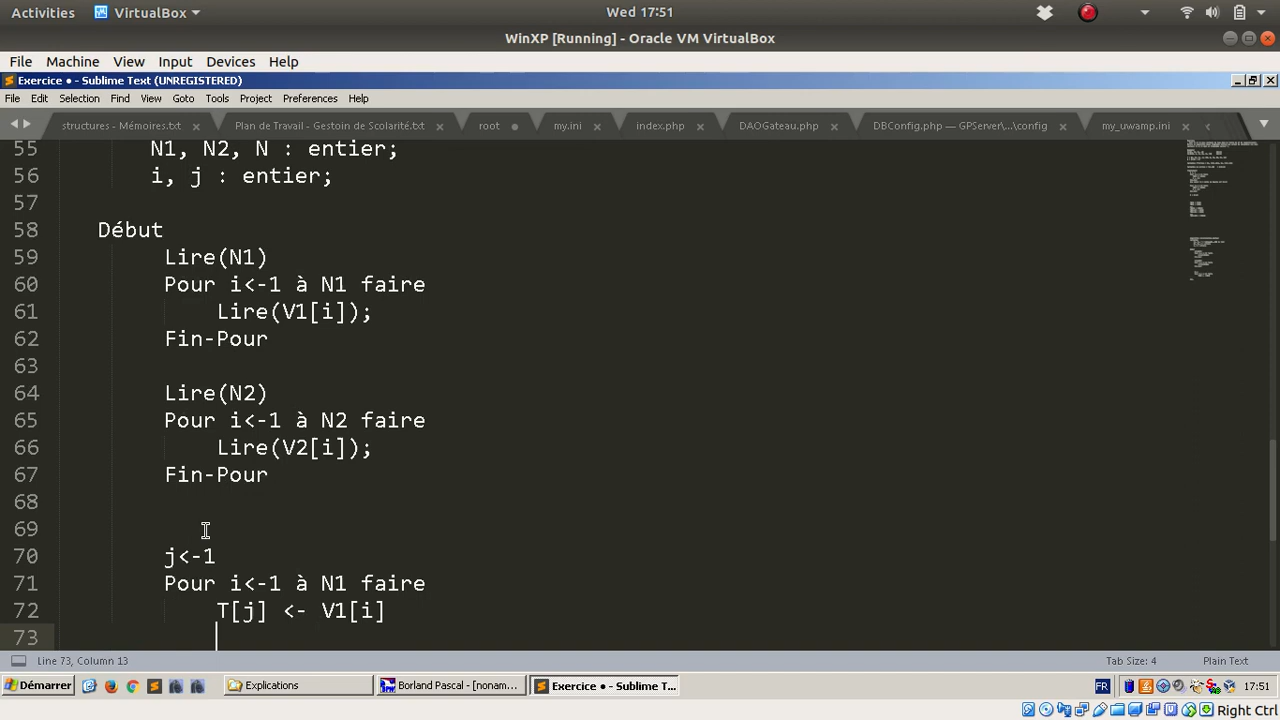 Activities VirtualBox Wed 17:51
WinXP [Running] - Oracle VM VirtualBox
File Machine View Input Devices Help
Exercice • - Sublime Text (UNREGISTERED)
File Edit Selection Find View Goto Tools Project Preferences Help
structures - Mémoires.txt Plan de Travail - Gestoin de Scolarité.txt root my.ini index.php DAOGateau.php DBConfig.php — GPServer\...\config my_uwamp.ini
55 N1, N2, N : entier;
56 i, j : entier;
57
58 Début
59 Lire(N1)
60 Pour i<-1 à N1 faire
61 Lire(V1[i]);
62 Fin-Pour
63
64 Lire(N2)
65 Pour i<-1 à N2 faire
66 Lire(V2[i]);
67 Fin-Pour
68
69
70 j<-1
71 Pour i<-1 à N1 faire
72 T[j] <- V1[i]
73
Line 73, Column 13 Tab Size: 4 Plain Text
Démarrer Explications Borland Pascal - [nonam... Exercice • - Sublime T... FR 17:51
Right Ctrl